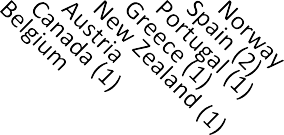 Belgium
Canada (1)
Austria
New Zealand (1)
Greece (1)
Portugal (1)
Spain (2)
Norway